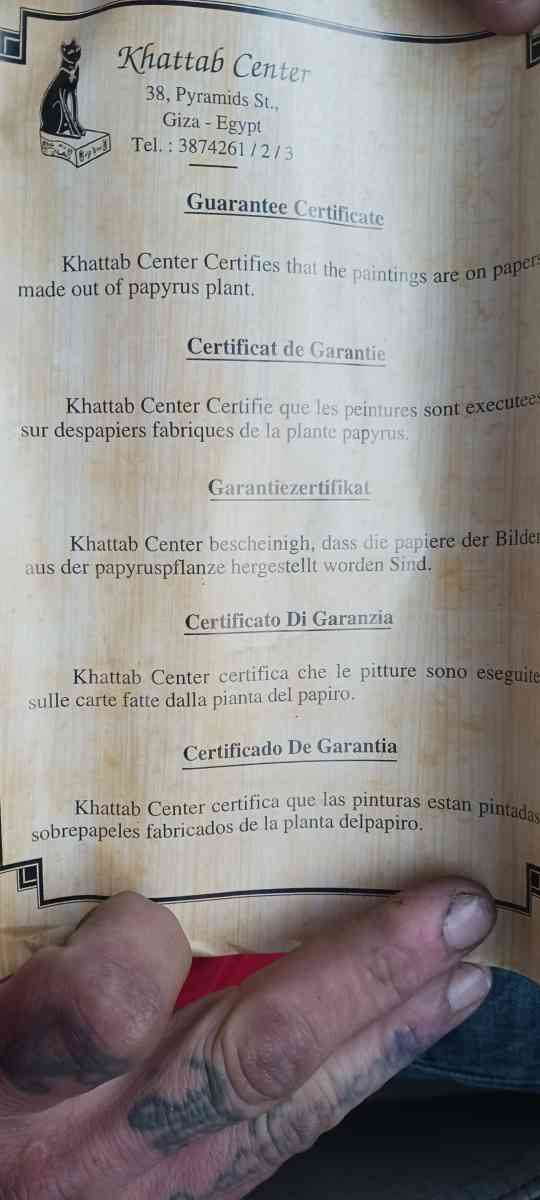 Khattab Center
38, Pyramids St.,
Giza - Egypt
Tel. : 3874261 / 2 / 3
Guarantee Certificate
Khattab Center Certifies that the paintings are on papers
made out of papyrus plant.
Certificat de Garantie
Khattab Center Certifie que les peintures sont executees
sur despapiers fabriques de la plante papyrus.
Garantiezertifikat
Khattab Center bescheinigh, dass die papiere der Bilder
aus der papyruspflanze hergestellt worden Sind.
Certificato Di Garanzia
Khattab Center certifica che le pitture sono eseguite
sulle carte fatte dalla pianta del papiro.
Certificado De Garantia
Khattab Center certifica que las pinturas estan pintadas
sobrepapeles fabricados de la planta delpapiro.